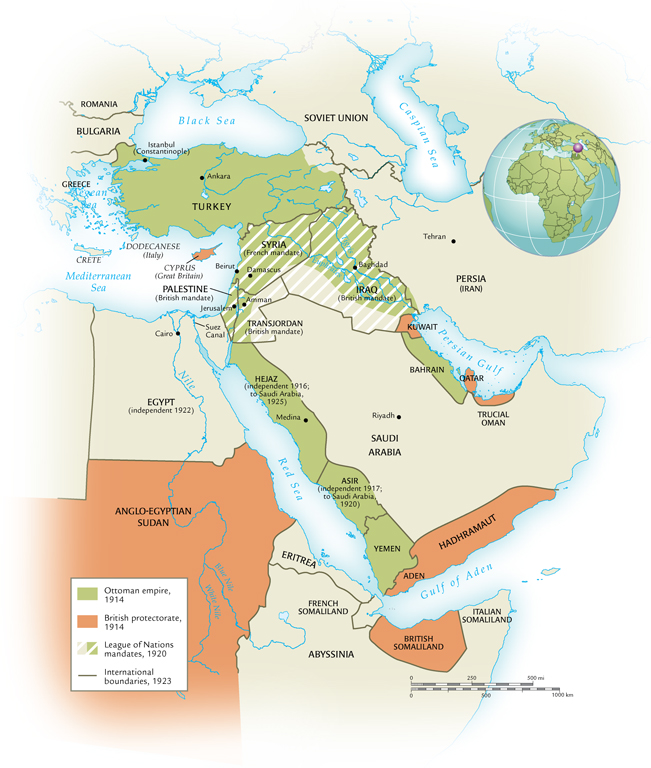 ROMANIA
BULGARIA
Black Sea
SOVIET UNION
Caspian Sea
Istanbul
(Constantinople)
Ankara
GREECE
Aegean
Sea
TURKEY
DODECANESE
(Italy)
CRETE
CYPRUS
(Great Britain)
Mediterranean
Sea
SYRIA
(French mandate)
Beirut
Damascus
Tehran
Baghdad
PERSIA
(IRAN)
PALESTINE
(British mandate)
IRAQ
(British mandate)
Amman
Jerusalem
TRANSJORDAN
(British mandate)
Suez
Canal
Cairo
KUWAIT
Persian Gulf
BAHRAIN
QATAR
TRUCIAL
OMAN
Nile
HEJAZ
(independent 1916;
to Saudi Arabia,
1925)
EGYPT
(independent 1922)
Medina
Riyadh
SAUDI
ARABIA
Red Sea
ASIR
(independent 1917;
to Saudi Arabia,
1920)
ANGLO-EGYPTIAN
SUDAN
HADHRAMAUT
YEMEN
ADEN
Gulf of Aden
ERITREA
Blue Nile
White Nile
FRENCH
SOMALILAND
ITALIAN
SOMALILAND
BRITISH
SOMALILAND
ABYSSINIA
Ottoman empire,
1914
British protectorate,
1914
League of Nations
mandates, 1920
International
boundaries, 1923
0 250 500 mi
0 500 1000 km